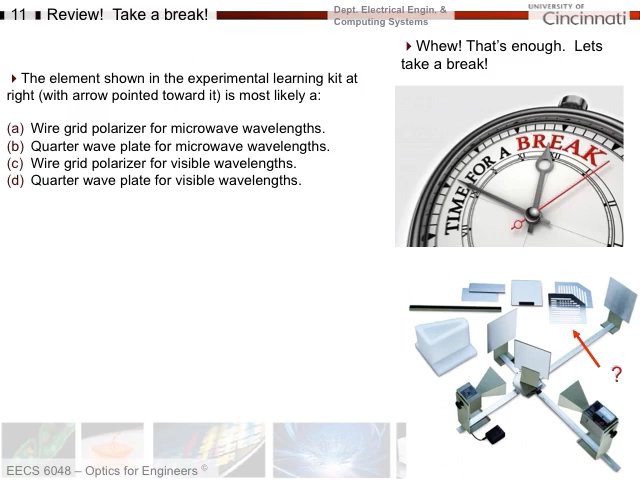 11 Review! Take a break!
Dept. Electrical Engin, &
Computing Systems
UNIVERSITY OF
Cincinnati
Whew! That's enough. Lets
take a break!
The element shown in the experimental learning kit at
right (with arrow pointed toward it) is most likely a:
(a) Wire grid polarizer for microwave wavelengths.
(b) Quarter wave plate for microwave wavelengths.
(c) Wire grid polarizer for visible wavelengths.
(d) Quarter wave plate for visible wavelengths.
TIME FOR A BREAK
?
EECS 6048 – Optics for Engineers ©